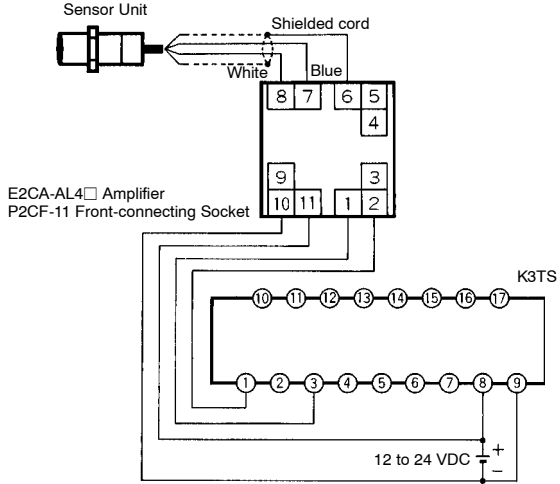 Sensor Unit
Shielded cord
White
Blue
8 7 6 5
4
9 3
10 11 1 2
E2CA-AL4□ Amplifier
P2CF-11 Front-connecting Socket
K3TS
10 11 12 13 14 15 16 17
1 2 3 4 5 6 7 8 9
12 to 24 VDC
+
−